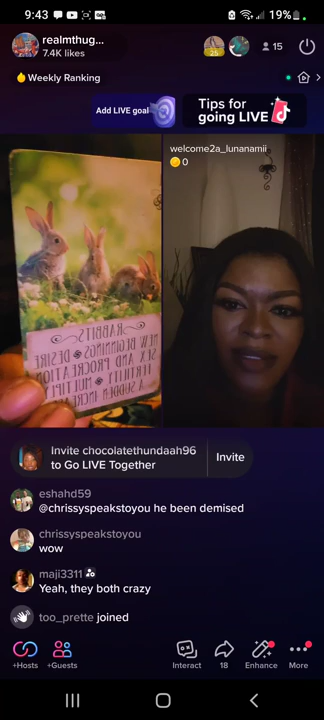 9:43
19%
realmthug...
7.4K likes
25
15
Weekly Ranking
Add LIVE goal
Tips for
going LIVE
welcome2a_lunanamii
0
RABBITS
NEW BEGINNINGS DESIRE
SEX AND PROCREATION
FERTILITY MULTIPLY
A SUDDEN INCREA
Invite chocolatethundaah96
to Go LIVE Together
Invite
eshahd59
@chrissyspeakstoyou he been demised
chrissyspeakstoyou
wow
maji3311
Yeah, they both crazy
too_prette joined
+Hosts
+Guests
Interact
18
Enhance
More